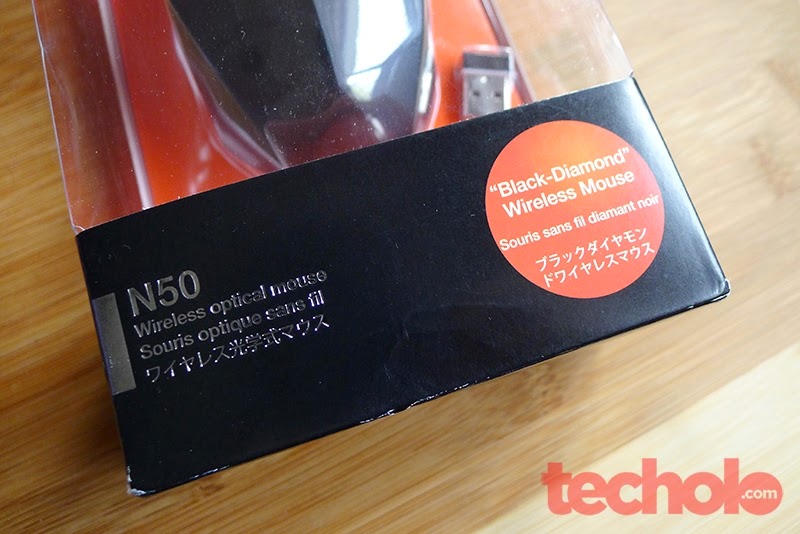 "Black-Diamond"
Wireless Mouse
Souris sans fil diamant noir
ブラックダイヤモン
ドワイヤレスマウス
N50
Wireless optical mouse
Souris optique sans fil
ワイヤレス光学式マウス
techolo.com